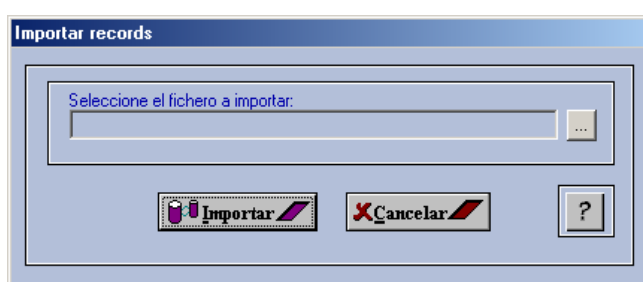 Importar records
Seleccione el fichero a importar:
...
Importar
Cancelar
?